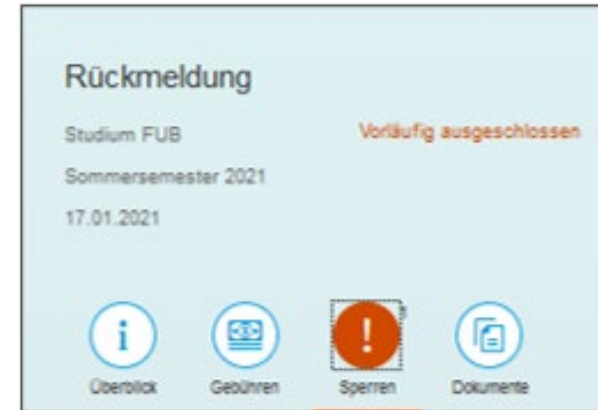 Rückmeldung
Studium FUB Vorläufig ausgeschlossen
Sommersemester 2021
17.01.2021
i
!
Überblick Gebühren Sperren Dokumente